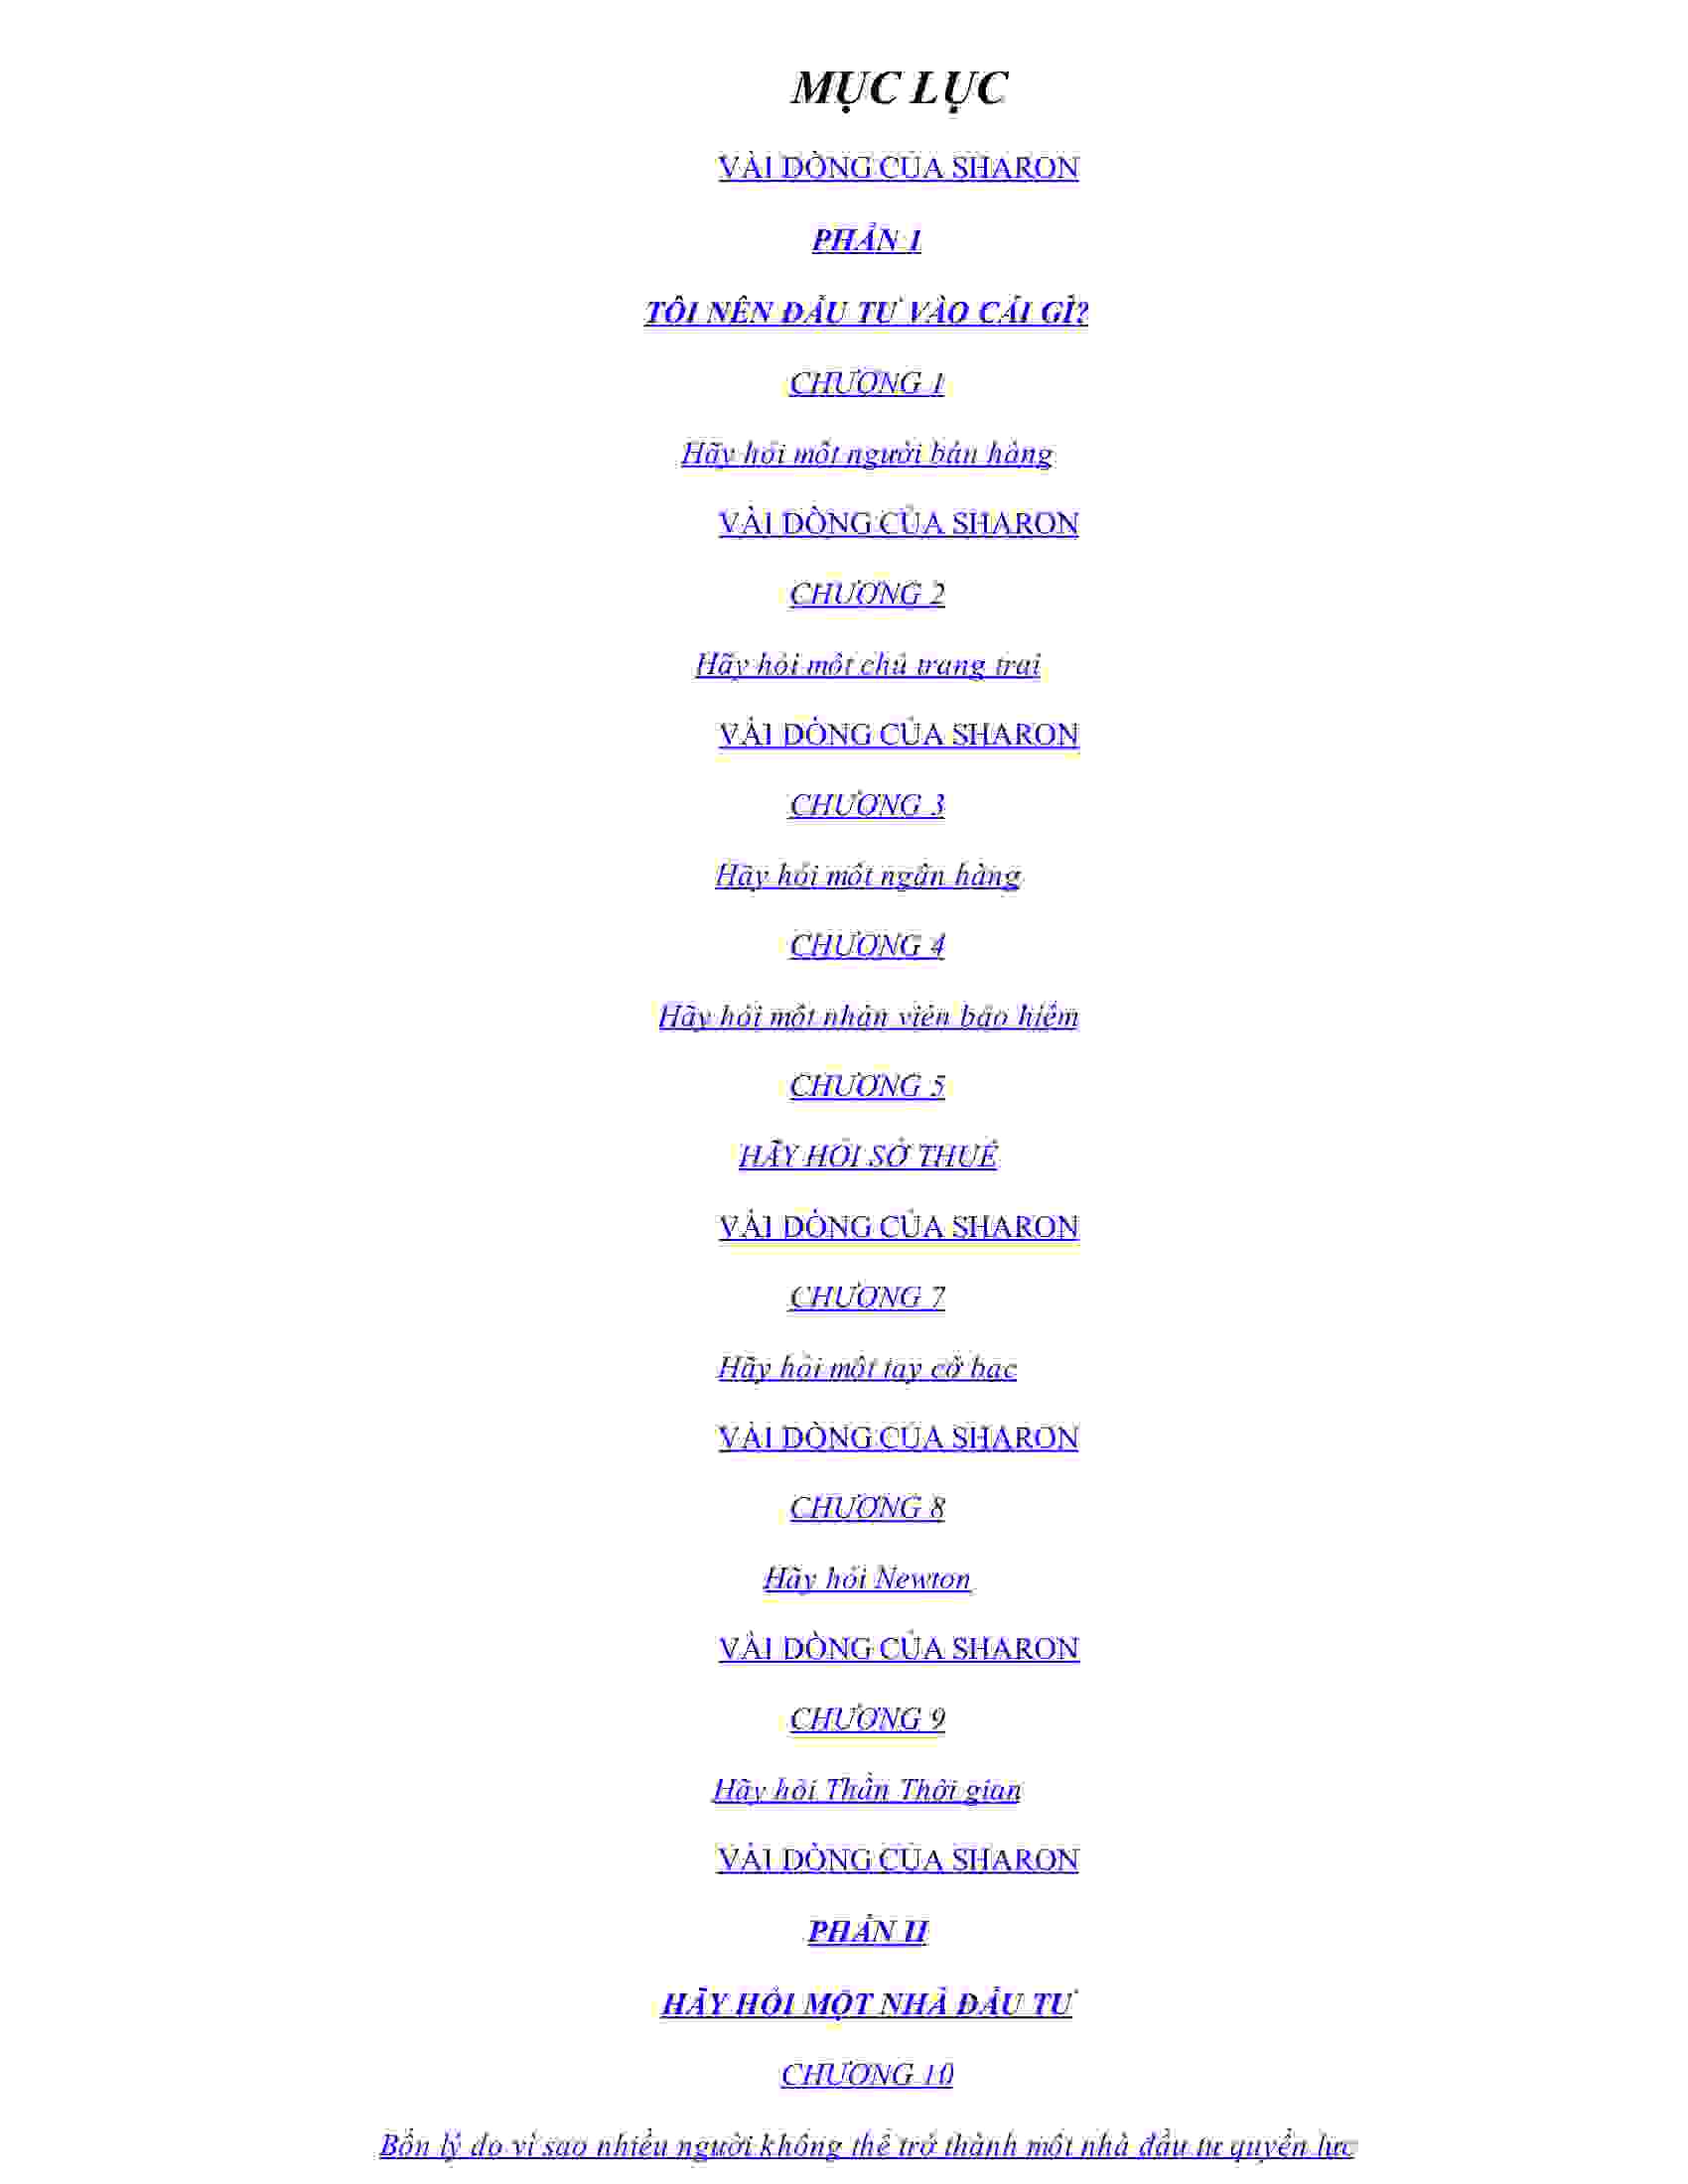 MỤC LỤC
VÀI DÒNG CỦA SHARON
PHẦN 1
TÔI NÊN ĐẦU TƯ VÀO CÁI GÌ?
CHƯƠNG 1
Hãy hỏi một người bán hàng
VÀI DÒNG CỦA SHARON
CHƯƠNG 2
Hãy hỏi một chủ trang trại
VÀI DÒNG CỦA SHARON
CHƯƠNG 3
Hãy hỏi một ngân hàng
CHƯƠNG 4
Hãy hỏi một nhân viên bảo hiểm
CHƯƠNG 5
HÃY HỎI SỞ THUẾ
VÀI DÒNG CỦA SHARON
CHƯƠNG 7
Hãy hỏi một tay cờ bạc
VÀI DÒNG CỦA SHARON
CHƯƠNG 8
Hãy hỏi Newton
VÀI DÒNG CỦA SHARON
CHƯƠNG 9
Hãy hỏi Thần Thời gian
VÀI DÒNG CỦA SHARON
PHẦN II
HÃY HỎI MỘT NHÀ ĐẦU TƯ
CHƯƠNG 10
Bốn lý do vì sao nhiều người không thể trở thành một nhà đầu tư quyền lực